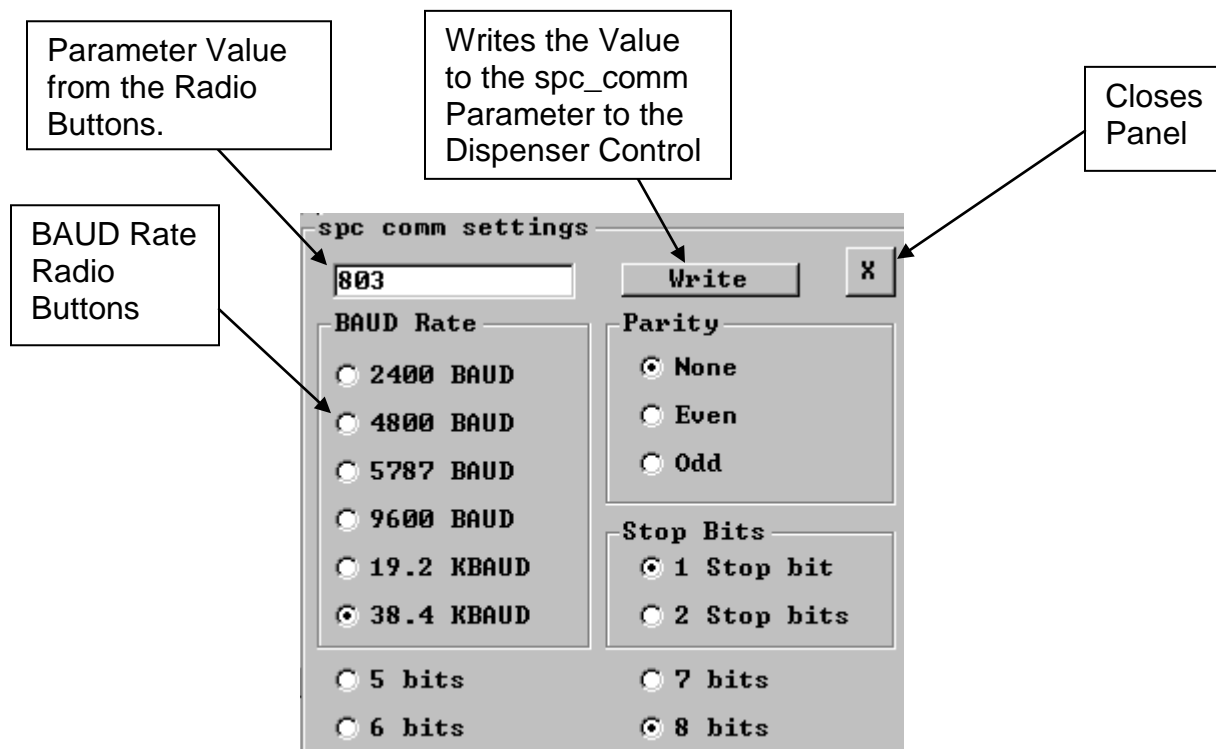 Parameter Value
from the Radio
Buttons.
Writes the Value
to the spc_comm
Parameter to the
Dispenser Control
Closes
Panel
BAUD Rate
Radio
Buttons
spc comm settings
803
Write
X
BAUD Rate
2400 BAUD
4800 BAUD
5787 BAUD
9600 BAUD
19.2 KBAUD
38.4 KBAUD
Parity
None
Even
Odd
Stop Bits
1 Stop bit
2 Stop bits
5 bits
6 bits
7 bits
8 bits